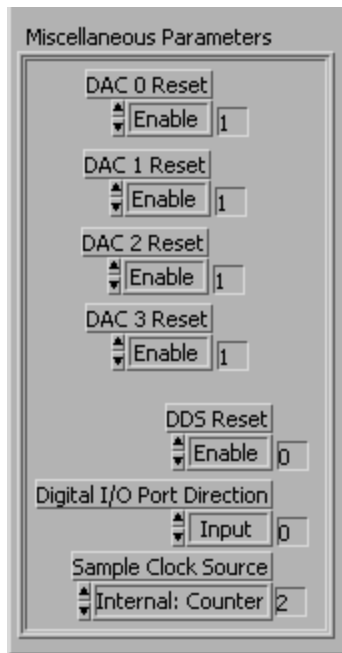 Miscellaneous Parameters
DAC 0 Reset
Enable 1
DAC 1 Reset
Enable 1
DAC 2 Reset
Enable 1
DAC 3 Reset
Enable 1
DDS Reset
Enable 0
Digital I/O Port Direction
Input 0
Sample Clock Source
Internal: Counter 2